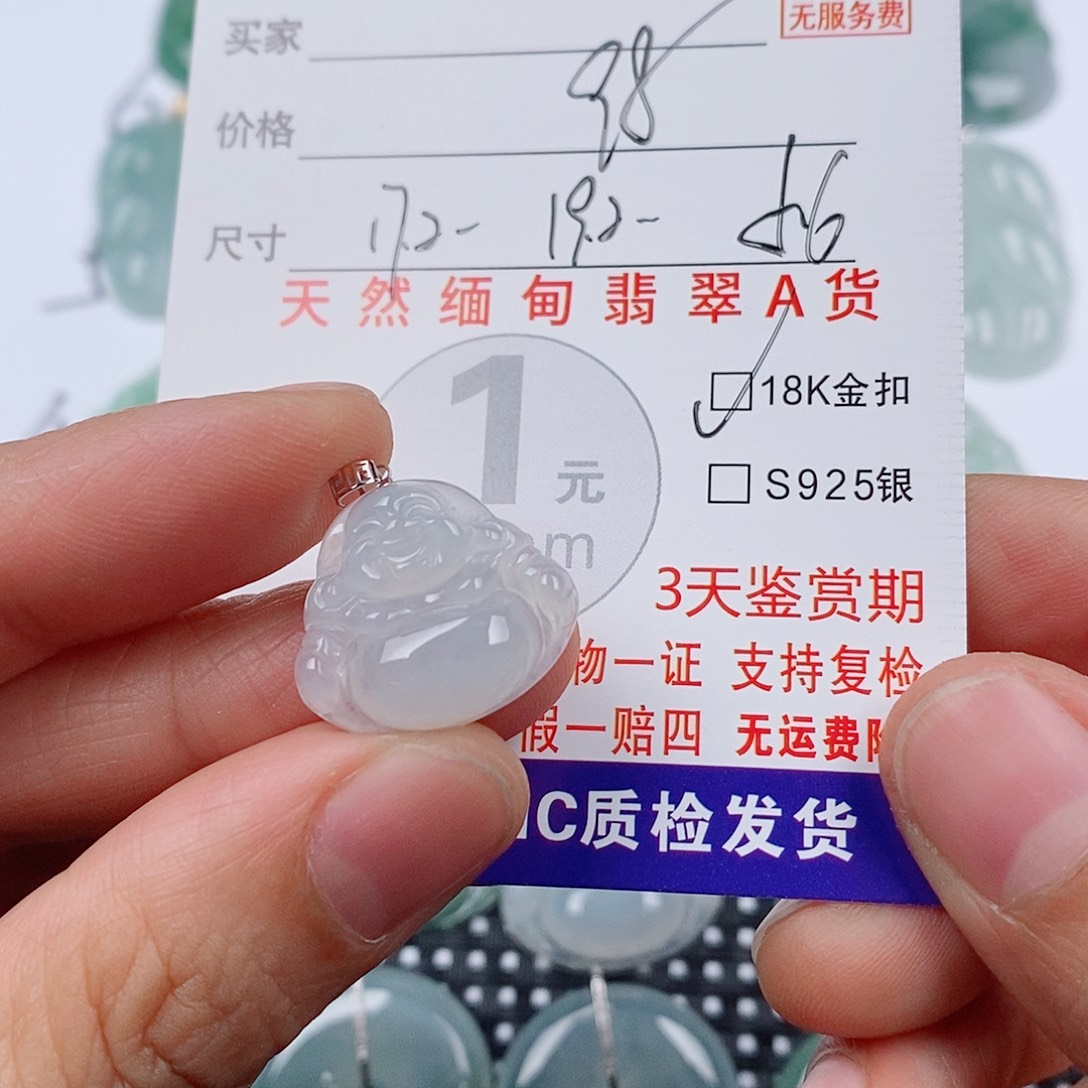 无服务费
买家
价格 98
尺寸 17.2- 19.2-
天然缅甸翡翠A货
1元
18K金扣
S925银
m
3天鉴赏期
物一证 支持复检
假一赔四 无运费
C质检发货